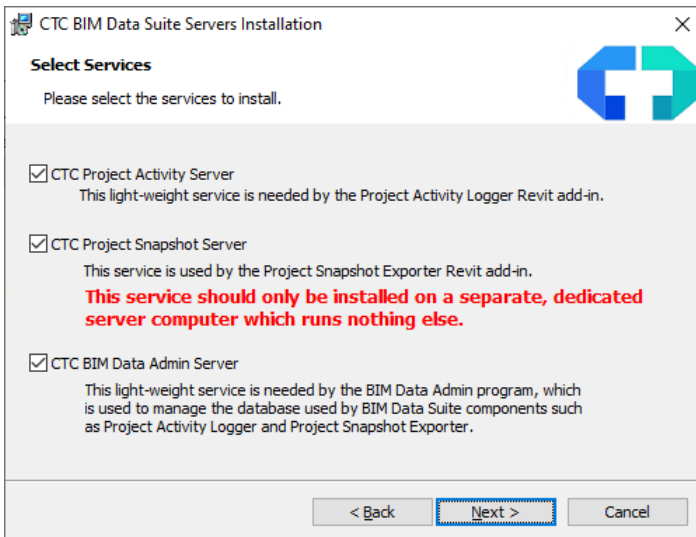 CTC BIM Data Suite Servers Installation
Select Services
Please select the services to install.
CTC Project Activity Server
This light-weight service is needed by the Project Activity Logger Revit add-in.
CTC Project Snapshot Server
This service is used by the Project Snapshot Exporter Revit add-in.
This service should only be installed on a separate, dedicated
server computer which runs nothing else.
CTC BIM Data Admin Server
This light-weight service is needed by the BIM Data Admin program, which
is used to manage the database used by BIM Data Suite components such
as Project Activity Logger and Project Snapshot Exporter.
< Back Next > Cancel